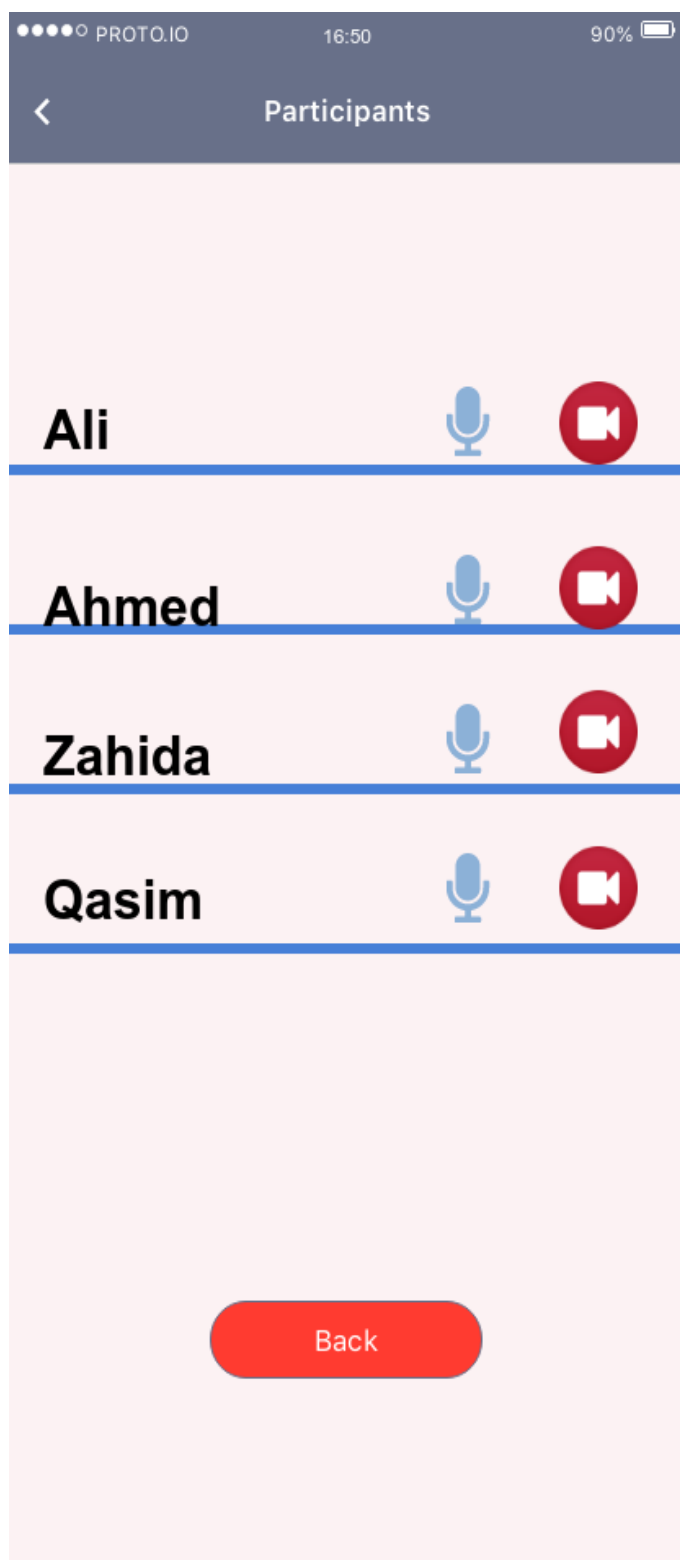 PROTO.IO 16:50 90%
Participants
Ali
Ahmed
Zahida
Qasim
Back